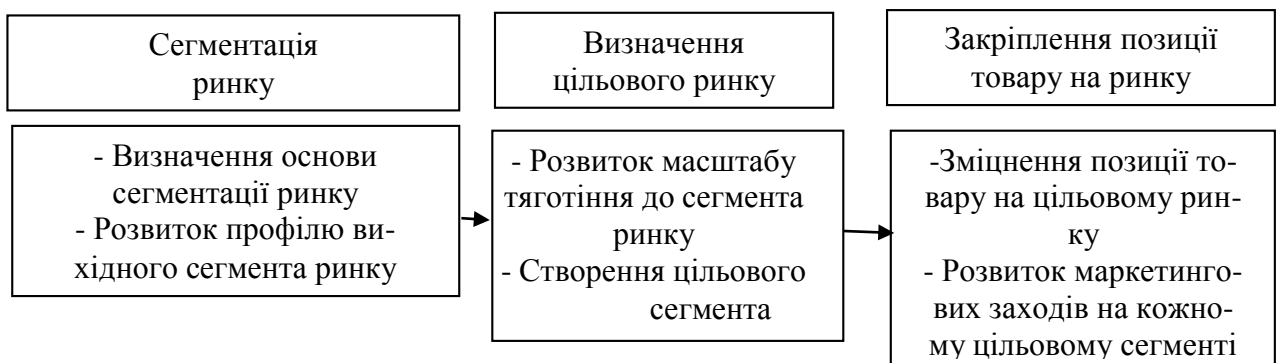 Сегментація
ринку
Визначення
цільового ринку
Закріплення позиції
товару на ринку
- Визначення основи
сегментації ринку
- Розвиток профілю ви-
хідного сегмента ринку
- Розвиток масштабу
тяготіння до сегмента
ринку
- Створення цільового
сегмента
-Зміцнення позиції то-
вару на цільовому рин-
ку
- Розвиток маркетинго-
вих заходів на кожно-
му цільовому сегменті